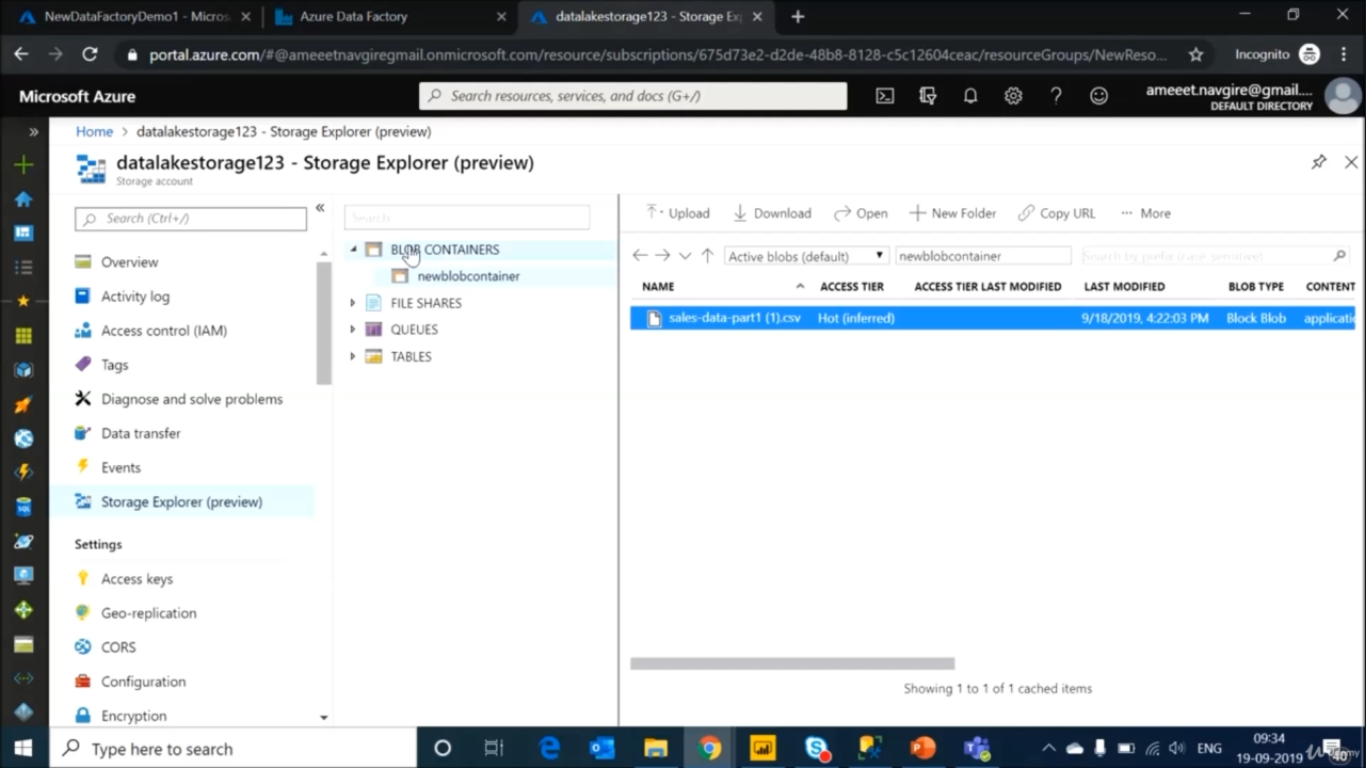 NewDataFactoryDemo1 - Micros
Azure Data Factory
datalakestorage123 - Storage Exp
portal.azure.com/#@ameeetnavgiregmail.onmicrosoft.com/resource/subscriptions/675d73e2-d2de-48b8-8128-c5c12604ceac/resourceGroups/NewReso...
Incognito
Microsoft Azure
Search resources, services, and docs (G+/)
ameeet.navgire@gmail....
DEFAULT DIRECTORY
Home > datalakestorage123 - Storage Explorer (preview)
datalakestorage123 - Storage Explorer (preview)
Storage account
Search (Ctrl+/)
Overview
Activity log
Access control (IAM)
Tags
Diagnose and solve problems
Data transfer
Events
Storage Explorer (preview)
Settings
Access keys
Geo-replication
CORS
Configuration
Encryption
Search
BLOB CONTAINERS
newblobcontainer
FILE SHARES
QUEUES
TABLES
Upload Download Open New Folder Copy URL ... More
Active blobs (default) newblobcontainer Search by prefix (case sensitive)
NAME ACCESS TIER ACCESS TIER LAST MODIFIED LAST MODIFIED BLOB TYPE CONTENT
sales-data-part1 (1).csv Hot (inferred) 9/18/2019, 4:22:03 PM Block Blob applicatio
Showing 1 to 1 of 1 cached items
Type here to search
ENG
09:34
19-09-2019